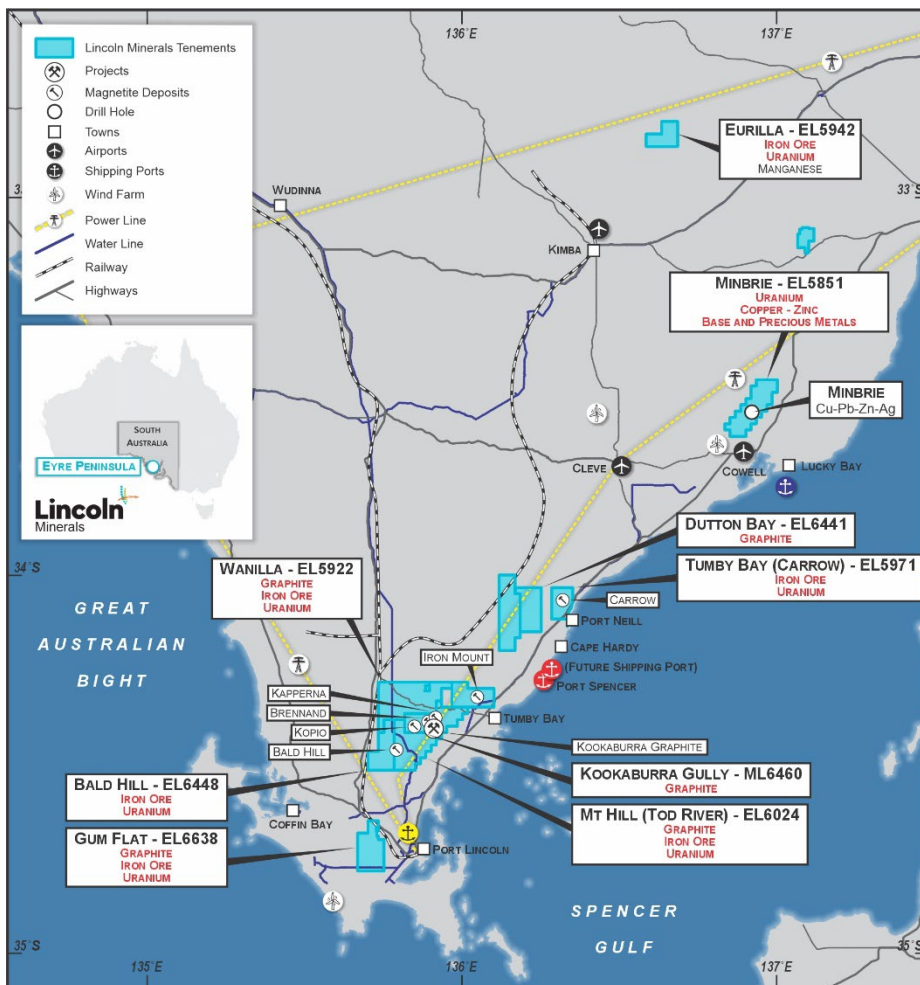 136°E
137°E
Lincoln Minerals Tenements
Projects
Magnetite Deposits
Drill Hole
Towns
Airports
Shipping Ports
Wind Farm
Power Line
Water Line
Railway
Highways
Eurilla - EL5942
Iron Ore
Uranium
Manganese
33°S
Wudinna
Kimba
Minbrie - EL5851
Uranium
Copper - Zinc
Base and Precious Metals
Minbrie
Cu-Pb-Zn-Ag
South
Australia
Eyre Peninsula
Lincoln
Minerals
Cleve
Cowell
Lucky Bay
Dutton Bay - EL6441
Graphite
34°S
34°S
Wanilla - EL5922
Graphite
Iron Ore
Uranium
Tumby Bay (Carrow) - EL5971
Iron Ore
Uranium
Carrow
Port Neill
Great
Australian
Bight
Cape Hardy
Iron Mount
(Future Shipping Port)
Port Spencer
Kapperna
Brennand
Kopio
Bald Hill
Tumby Bay
Kookaburra Graphite
Kookaburra Gully - ML6460
Graphite
Bald Hill - EL6448
Iron Ore
Uranium
Mt Hill (Tod River) - EL6024
Graphite
Iron Ore
Uranium
Coffin Bay
Gum Flat - EL6638
Graphite
Iron Ore
Uranium
Port Lincoln
Spencer
Gulf
35°S
35°S
135°E
136°E
137°E